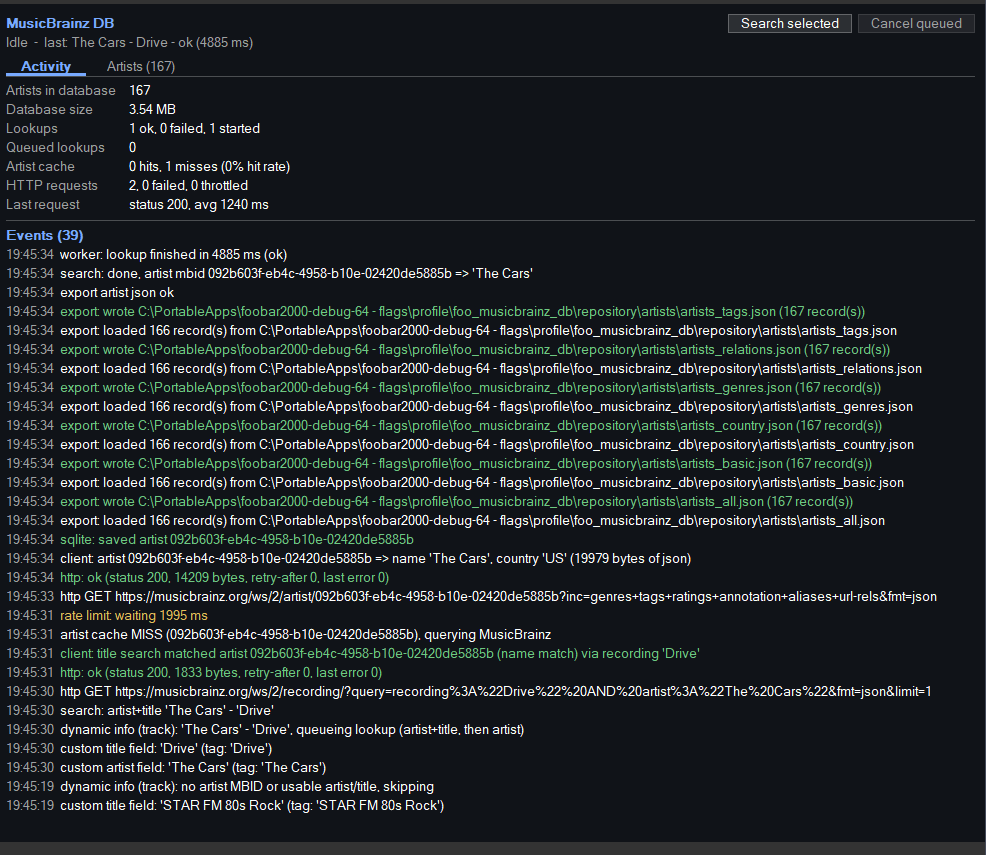 MusicBrainz DB
Search selected
Cancel queued
Idle - last: The Cars - Drive - ok (4885 ms)
Activity
Artists (167)
Artists in database 167
Database size 3.54 MB
Lookups 1 ok, 0 failed, 1 started
Queued lookups 0
Artist cache 0 hits, 1 misses (0% hit rate)
HTTP requests 2, 0 failed, 0 throttled
Last request status 200, avg 1240 ms
Events (39)
19:45:34 worker: lookup finished in 4885 ms (ok)
19:45:34 search: done, artist mbid 092b603f-eb4c-4958-b10e-02420de5885b => 'The Cars'
19:45:34 export artist json ok
19:45:34 export: wrote C:\PortableApps\foobar2000-debug-64 - flags\profile\foo_musicbrainz_db\repository\artists\artists_tags.json (167 record(s))
19:45:34 export: loaded 166 record(s) from C:\PortableApps\foobar2000-debug-64 - flags\profile\foo_musicbrainz_db\repository\artists\artists_tags.json
19:45:34 export: wrote C:\PortableApps\foobar2000-debug-64 - flags\profile\foo_musicbrainz_db\repository\artists\artists_relations.json (167 record(s))
19:45:34 export: loaded 166 record(s) from C:\PortableApps\foobar2000-debug-64 - flags\profile\foo_musicbrainz_db\repository\artists\artists_relations.json
19:45:34 export: wrote C:\PortableApps\foobar2000-debug-64 - flags\profile\foo_musicbrainz_db\repository\artists\artists_genres.json (167 record(s))
19:45:34 export: loaded 166 record(s) from C:\PortableApps\foobar2000-debug-64 - flags\profile\foo_musicbrainz_db\repository\artists\artists_genres.json
19:45:34 export: wrote C:\PortableApps\foobar2000-debug-64 - flags\profile\foo_musicbrainz_db\repository\artists\artists_country.json (167 record(s))
19:45:34 export: loaded 166 record(s) from C:\PortableApps\foobar2000-debug-64 - flags\profile\foo_musicbrainz_db\repository\artists\artists_country.json
19:45:34 export: wrote C:\PortableApps\foobar2000-debug-64 - flags\profile\foo_musicbrainz_db\repository\artists\artists_basic.json (167 record(s))
19:45:34 export: loaded 166 record(s) from C:\PortableApps\foobar2000-debug-64 - flags\profile\foo_musicbrainz_db\repository\artists\artists_basic.json
19:45:34 export: wrote C:\PortableApps\foobar2000-debug-64 - flags\profile\foo_musicbrainz_db\repository\artists\artists_all.json (167 record(s))
19:45:34 export: loaded 166 record(s) from C:\PortableApps\foobar2000-debug-64 - flags\profile\foo_musicbrainz_db\repository\artists\artists_all.json
19:45:34 sqlite: saved artist 092b603f-eb4c-4958-b10e-02420de5885b
19:45:34 client: artist 092b603f-eb4c-4958-b10e-02420de5885b => name 'The Cars', country 'US' (19979 bytes of json)
19:45:34 http: ok (status 200, 14209 bytes, retry-after 0, last error 0)
19:45:33 http GET https://musicbrainz.org/ws/2/artist/092b603f-eb4c-4958-b10e-02420de5885b?inc=genres+tags+ratings+annotation+aliases+url-rels&fmt=json
19:45:31 rate limit: waiting 1995 ms
19:45:31 artist cache MISS (092b603f-eb4c-4958-b10e-02420de5885b), querying MusicBrainz
19:45:31 client: title search matched artist 092b603f-eb4c-4958-b10e-02420de5885b (name match) via recording 'Drive'
19:45:31 http: ok (status 200, 1833 bytes, retry-after 0, last error 0)
19:45:30 http GET https://musicbrainz.org/ws/2/recording/?query=recording%3A%22Drive%22%20AND%20artist%3A%22The%20Cars%22&fmt=json&limit=1
19:45:30 search: artist+title 'The Cars' - 'Drive'
19:45:30 dynamic info (track): 'The Cars' - 'Drive', queueing lookup (artist+title, then artist)
19:45:30 custom title field: 'Drive' (tag: 'Drive')
19:45:30 custom artist field: 'The Cars' (tag: 'The Cars')
19:45:19 dynamic info (track): no artist MBID or usable artist/title, skipping
19:45:19 custom title field: 'STAR FM 80s Rock' (tag: 'STAR FM 80s Rock')